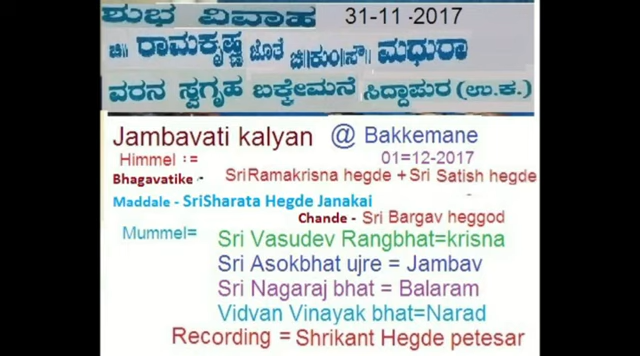 ಶುಭ ವಿವಾಹ 31-11 -2017
ಚಿ|| ರಾಮಕೃಷ್ಣ ಜೊತೆ ಚಿ||ಕುಂ||ಸೌ|| ಮಧುರಾ
ವರನ ಸ್ವಗೃಹ ಬಕ್ಕೇಮನೆ ಸಿದ್ದಾಪುರ (ಉ.ಕ.)
Jambavati kalyan @ Bakkemane
Himmel := 01=12-2017
Bhagavatike - SriRamakrisna hegde + Sri Satish hegde
Maddale - SriSharata Hegde Janakai
Chande - Sri Bargav heggod
Mummel= Sri Vasudev Rangbhat=krisna
Sri Asokbhat ujre = Jambav
Sri Nagaraj bhat = Balaram
Vidvan Vinayak bhat=Narad
Recording = Shrikant Hegde petesar